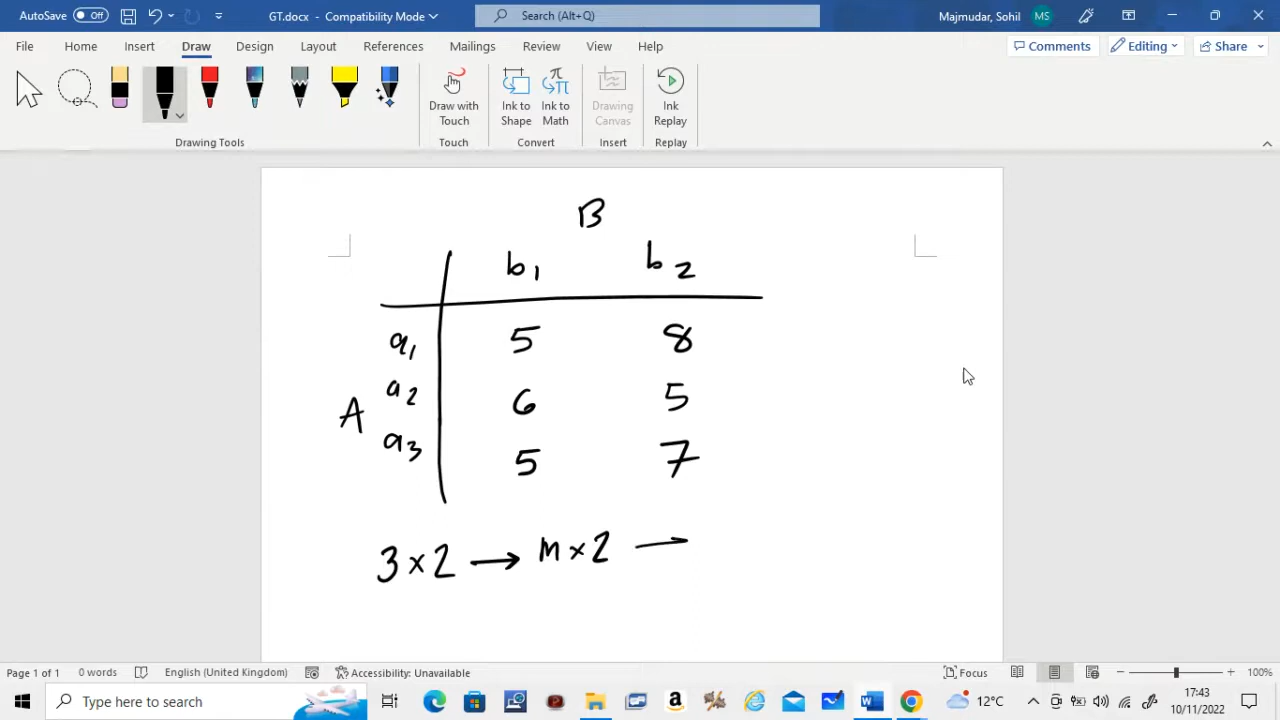 AutoSave Off GT.docx - Compatibility Mode Search (Alt+Q) Majmudar, Sohil MS
File Home Insert Draw Design Layout References Mailings Review View Help Comments Editing Share
Draw with Touch Ink to Shape Ink to Math Drawing Canvas Ink Replay
Drawing Tools Touch Convert Insert Replay
B
b1 b2
a1 5 8
a2 6 5
A
a3 5 7
3×2 → m×2 →
Page 1 of 1 0 words English (United Kingdom) Accessibility: Unavailable Focus 100%
Type here to search 12°C 17:43
10/11/2022